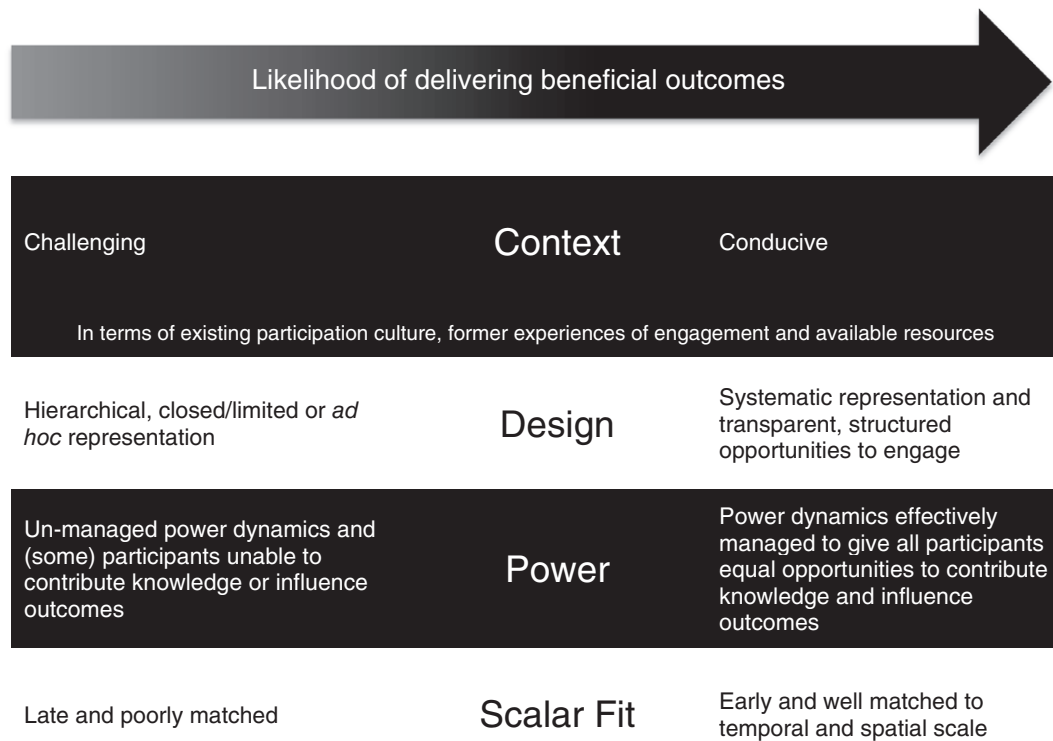 Likelihood of delivering beneficial outcomes
Challenging
Context
Conducive
In terms of existing participation culture, former experiences of engagement and available resources
Hierarchical, closed/limited or ad
hoc representation
Design
Systematic representation and
transparent, structured
opportunities to engage
Un-managed power dynamics and
(some) participants unable to
contribute knowledge or influence
outcomes
Power
Power dynamics effectively
managed to give all participants
equal opportunities to contribute
knowledge and influence
outcomes
Late and poorly matched
Scalar Fit
Early and well matched to
temporal and spatial scale